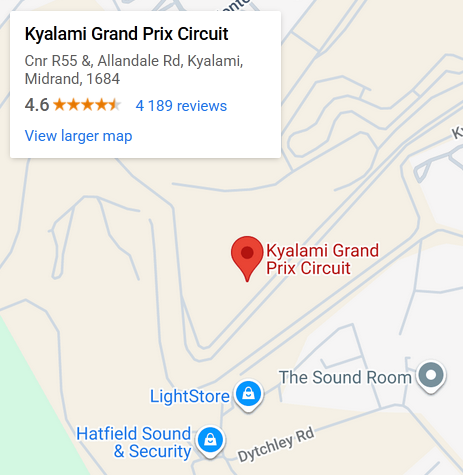 Kyalami Grand Prix Circuit
Cnr R55 &, Allandale Rd, Kyalami,
Midrand, 1684
4.6 4 189 reviews
View larger map
Kyalami Grand
Prix Circuit
The Sound Room
LightStore
Hatfield Sound
& Security
Dytchley Rd